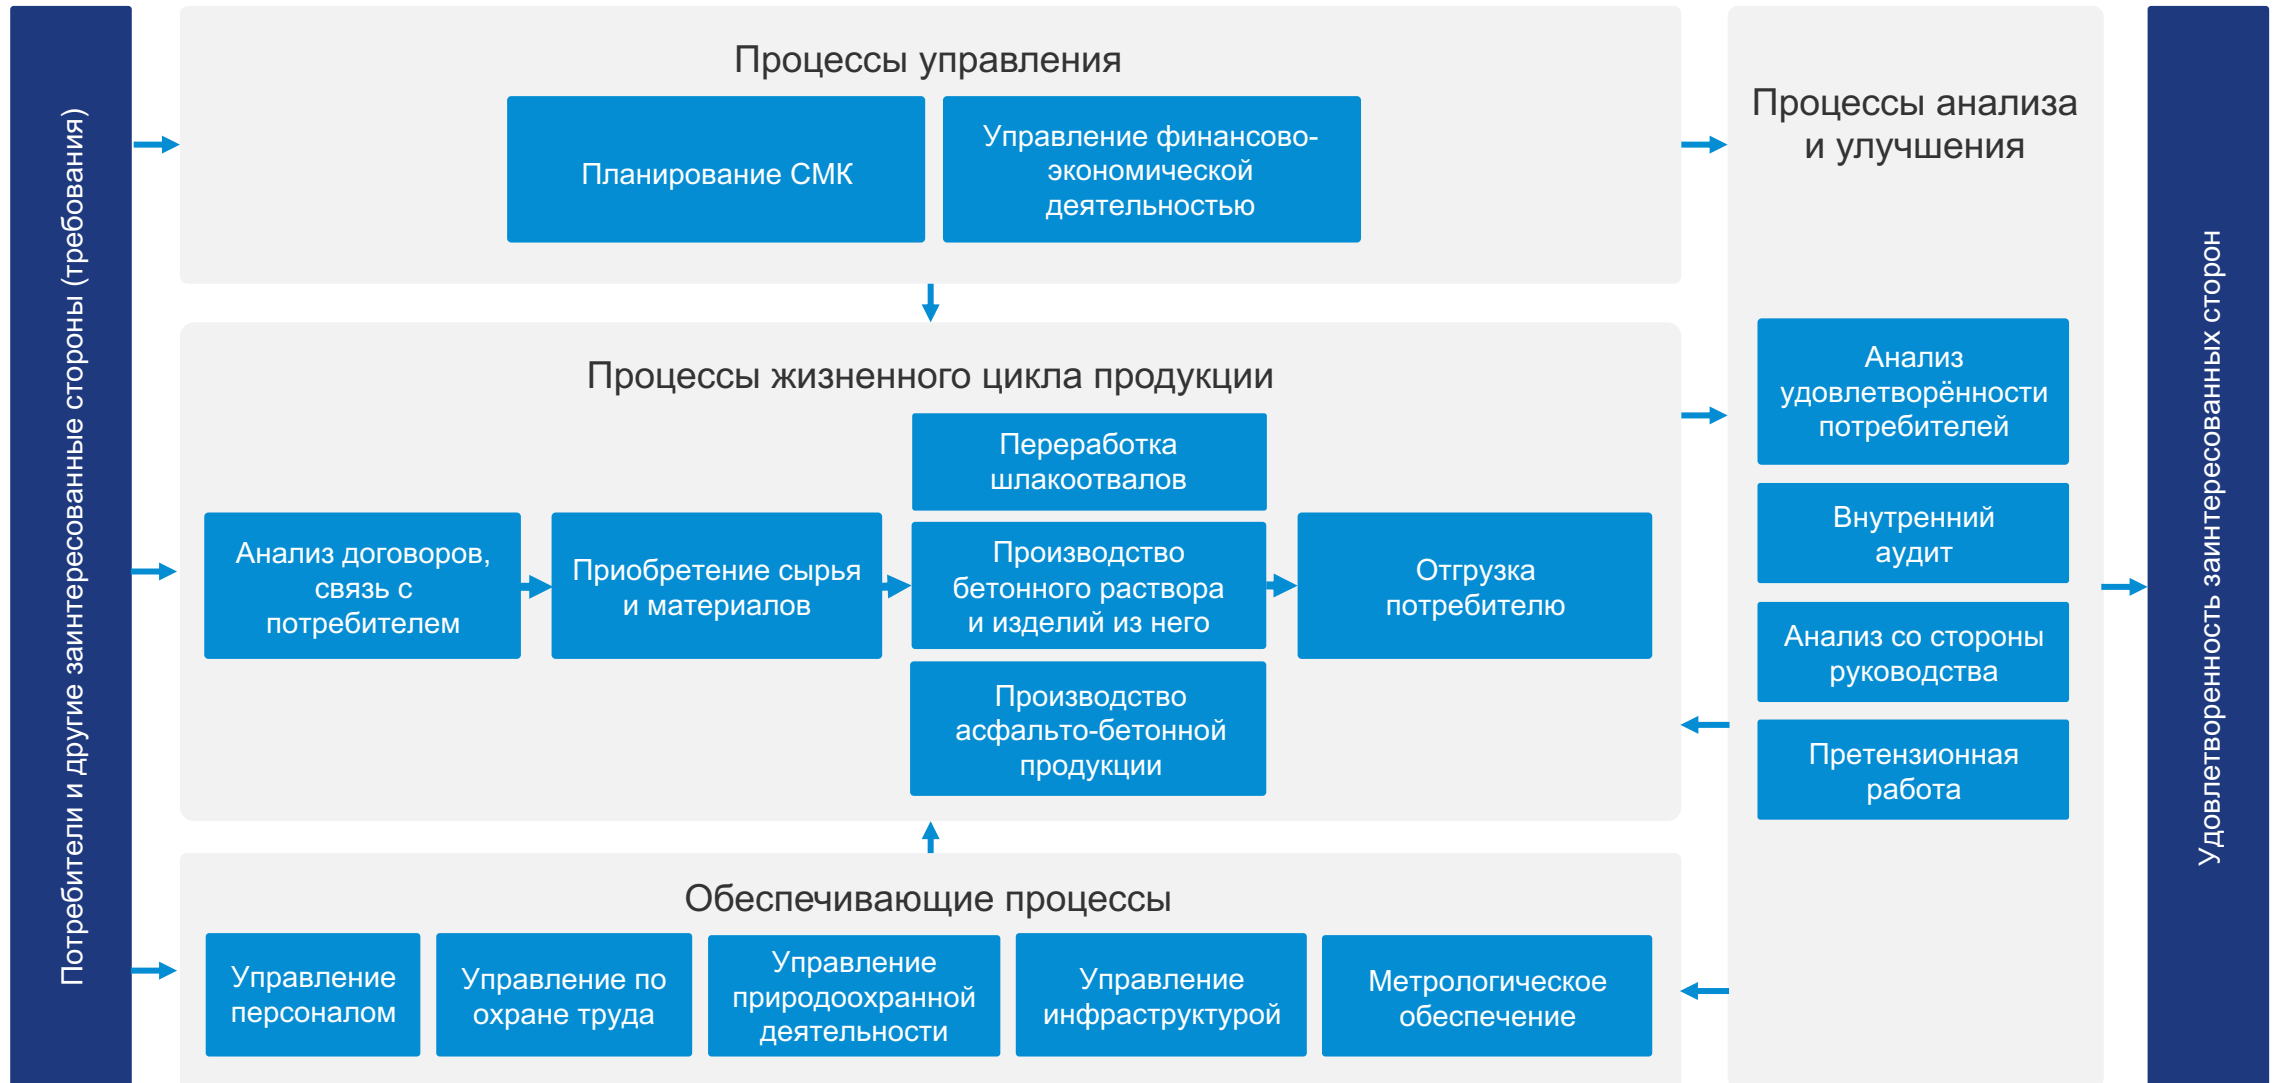 Потребители и другие заинтересованные стороны (требования)
Процессы управления
Планирование СМК
Управление финансово-
экономической
деятельностью
Процессы жизненного цикла продукции
Анализ договоров,
связь с
потребителем
Приобретение сырья
и материалов
Переработка
шлакоотвалов
Производство
бетонного раствора
и изделий из него
Производство
асфальто-бетонной
продукции
Отгрузка
потребителю
Обеспечивающие процессы
Управление
персоналом
Управление по
охране труда
Управление
природоохранной
деятельности
Управление
инфраструктурой
Метрологическое
обеспечение
Процессы анализа
и улучшения
Анализ
удовлетворённости
потребителей
Внутренний
аудит
Анализ со стороны
руководства
Претензионная
работа
Удовлетворенность заинтересованных сторон